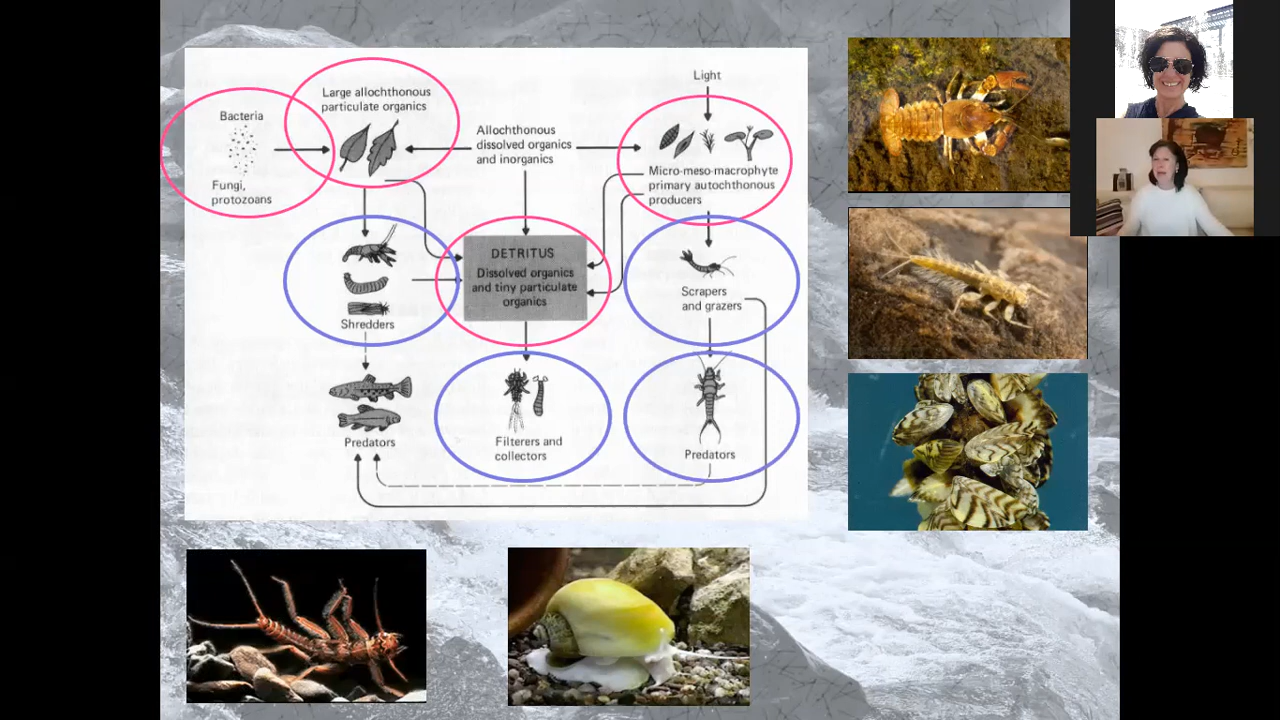 Light
Large allochthonous
particulate organics
Bacteria
Fungi,
protozoans
Allochthonous
dissolved organics
and inorganics
Micro-meso-macrophyte
primary autochthonous
producers
DETRITUS
Dissolved organics
and tiny particulate
organics
Shredders
Scrapers
and grazers
Predators
Filterers and
collectors
Predators